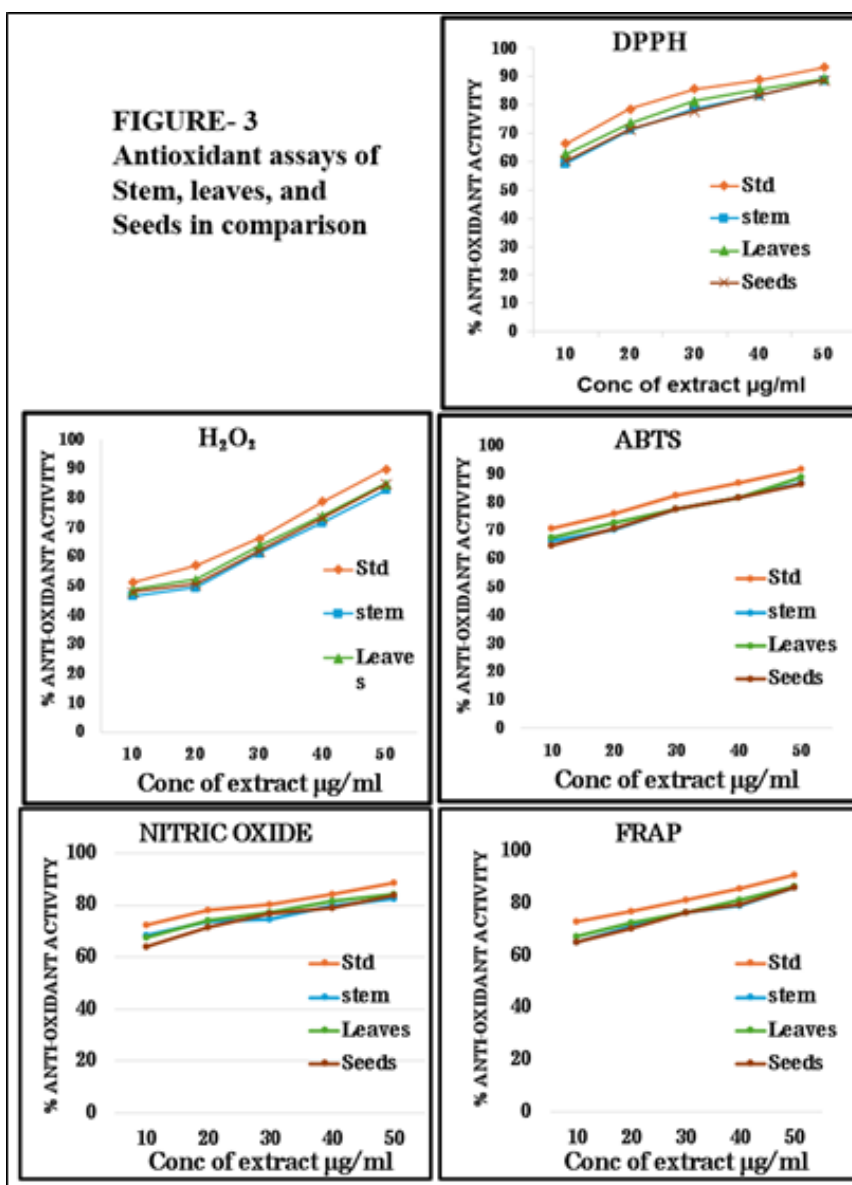 FIGURE- 3
Antioxidant assays of
Stem, leaves, and
Seeds in comparison
DPPH
% ANTI-OXIDANT ACTIVITY
100
90
80
70
60
50
40
30
20
10
0
Std
stem
Leaves
Seeds
10 20 30 40 50
Conc of extract µg/ml
H₂O₂
% ANTI-OXIDANT ACTIVITY
100
90
80
70
60
50
40
30
20
10
0
Std
stem
Leave
s
10 20 30 40 50
Conc of extract µg/ml
ABTS
% ANTI-OXIDANT ACTIVITY
100
90
80
70
60
50
40
30
20
10
0
Std
stem
Leaves
Seeds
10 20 30 40 50
Conc of extract µg/ml
NITRIC OXIDE
% ANTI-OXIDANT ACTIVITY
100
80
60
40
20
0
Std
stem
Leaves
Seeds
10 20 30 40 50
Conc of extract µg/ml
FRAP
% ANTI-OXIDANT ACTIVITY
100
80
60
40
20
0
Std
stem
Leaves
Seeds
10 20 30 40 50
Conc of extract µg/ml